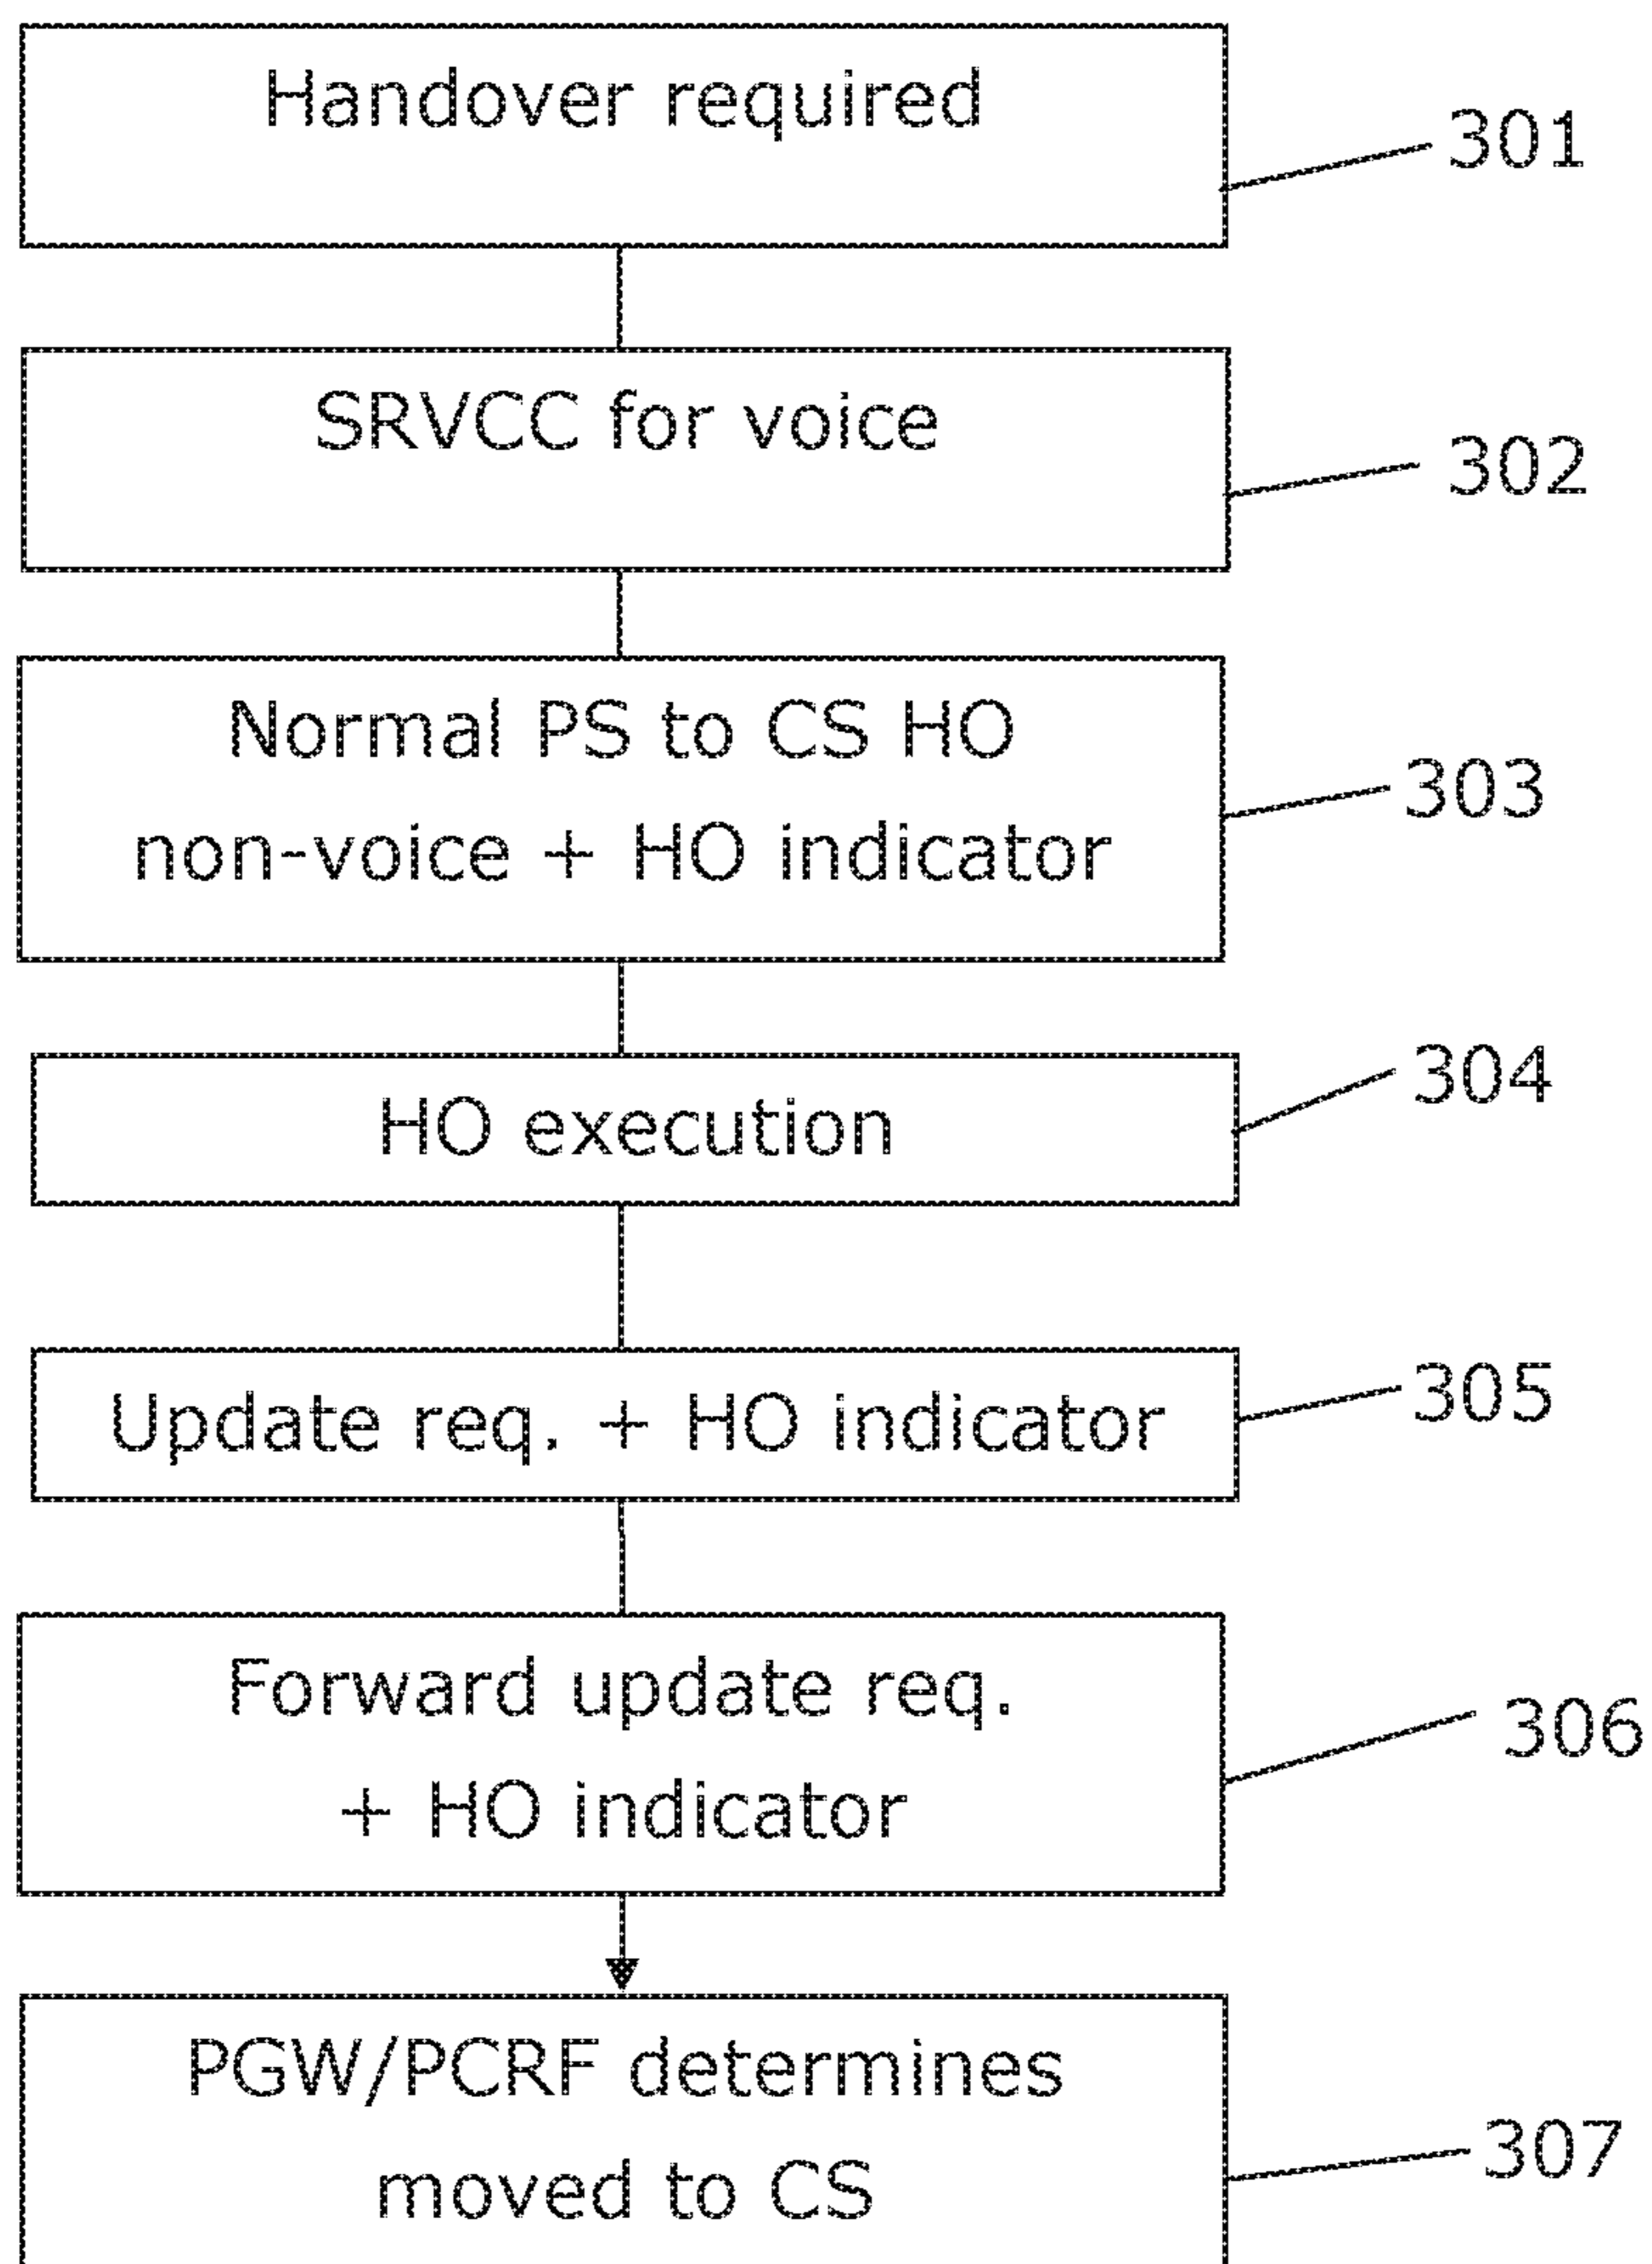 Handover required
301
SRVCC for voice
302
Normal PS to CS HO
non-voice + HO indicator
303
HO execution
304
Update req. + HO indicator
305
Forward update req.
+ HO indicator
306
PGW/PCRF determines
moved to CS
307